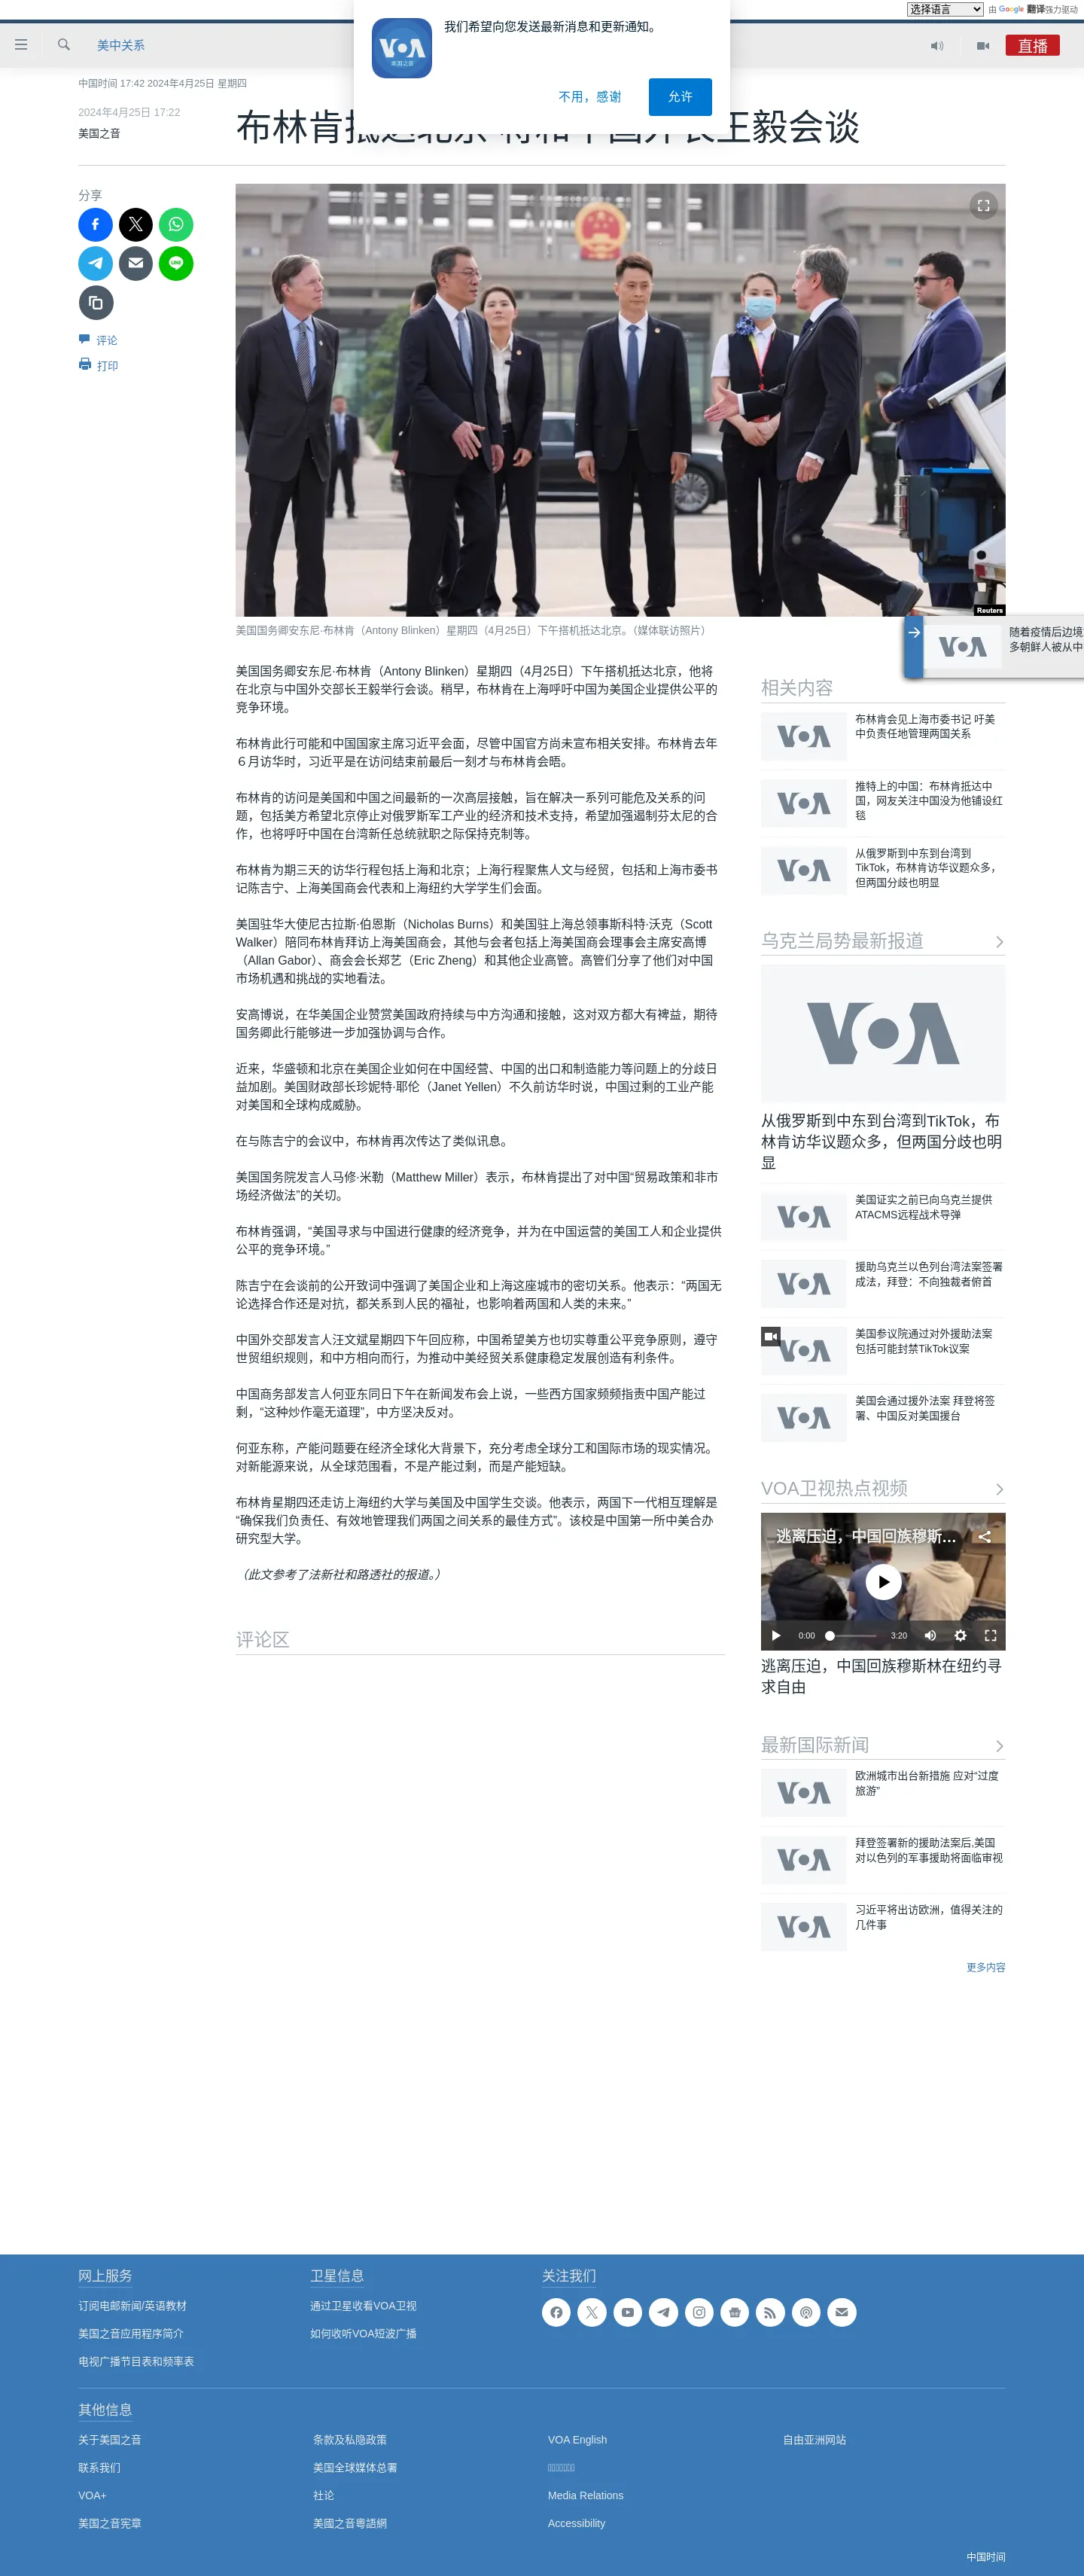 选择语言 由 Google 翻译强力驱动
我们希望向您发送最新消息和更新通知。
VOA
美国之音
不用，感谢
允许
美中关系
直播
中国时间 17:42 2024年4月25日 星期四
2024年4月25日 17:22
美国之音
布林肯抵达北京 将和中国外长王毅会谈
分享
评论
打印
Reuters
美国国务卿安东尼·布林肯（Antony Blinken）星期四（4月25日）下午搭机抵达北京。（媒体联访照片）
随着疫情后边境
多朝鲜人被从中
美国国务卿安东尼·布林肯（Antony Blinken）星期四（4月25日）下午搭机抵达北京，他将
在北京与中国外交部长王毅举行会谈。稍早，布林肯在上海呼吁中国为美国企业提供公平的
竞争环境。
布林肯此行可能和中国国家主席习近平会面，尽管中国官方尚未宣布相关安排。布林肯去年
６月访华时，习近平是在访问结束前最后一刻才与布林肯会晤。
布林肯的访问是美国和中国之间最新的一次高层接触，旨在解决一系列可能危及关系的问
题，包括美方希望北京停止对俄罗斯军工产业的经济和技术支持，希望加强遏制芬太尼的合
作，也将呼吁中国在台湾新任总统就职之际保持克制等。
布林肯为期三天的访华行程包括上海和北京；上海行程聚焦人文与经贸，包括和上海市委书
记陈吉宁、上海美国商会代表和上海纽约大学学生们会面。
美国驻华大使尼古拉斯·伯恩斯（Nicholas Burns）和美国驻上海总领事斯科特·沃克（Scott
Walker）陪同布林肯拜访上海美国商会，其他与会者包括上海美国商会理事会主席安高博
（Allan Gabor）、商会会长郑艺（Eric Zheng）和其他企业高管。高管们分享了他们对中国
市场机遇和挑战的实地看法。
安高博说，在华美国企业赞赏美国政府持续与中方沟通和接触，这对双方都大有裨益，期待
国务卿此行能够进一步加强协调与合作。
近来，华盛顿和北京在美国企业如何在中国经营、中国的出口和制造能力等问题上的分歧日
益加剧。美国财政部长珍妮特·耶伦（Janet Yellen）不久前访华时说，中国过剩的工业产能
对美国和全球构成威胁。
在与陈吉宁的会议中，布林肯再次传达了类似讯息。
美国国务院发言人马修·米勒（Matthew Miller）表示，布林肯提出了对中国“贸易政策和非市
场经济做法”的关切。
布林肯强调，“美国寻求与中国进行健康的经济竞争，并为在中国运营的美国工人和企业提供
公平的竞争环境。”
陈吉宁在会谈前的公开致词中强调了美国企业和上海这座城市的密切关系。他表示：“两国无
论选择合作还是对抗，都关系到人民的福祉，也影响着两国和人类的未来。”
中国外交部发言人汪文斌星期四下午回应称，中国希望美方也切实尊重公平竞争原则，遵守
世贸组织规则，和中方相向而行，为推动中美经贸关系健康稳定发展创造有利条件。
中国商务部发言人何亚东同日下午在新闻发布会上说，一些西方国家频频指责中国产能过
剩，“这种炒作毫无道理”，中方坚决反对。
何亚东称，产能问题要在经济全球化大背景下，充分考虑全球分工和国际市场的现实情况。
对新能源来说，从全球范围看，不是产能过剩，而是产能短缺。
布林肯星期四还走访上海纽约大学与美国及中国学生交谈。他表示，两国下一代相互理解是
“确保我们负责任、有效地管理我们两国之间关系的最佳方式”。该校是中国第一所中美合办
研究型大学。
（此文参考了法新社和路透社的报道。）
评论区
相关内容
布林肯会见上海市委书记 吁美
中负责任地管理两国关系
推特上的中国：布林肯抵达中
国，网友关注中国没为他铺设红
毯
从俄罗斯到中东到台湾到
TikTok，布林肯访华议题众多，
但两国分歧也明显
乌克兰局势最新报道
VOA
从俄罗斯到中东到台湾到TikTok，布
林肯访华议题众多，但两国分歧也明
显
美国证实之前已向乌克兰提供
ATACMS远程战术导弹
援助乌克兰以色列台湾法案签署
成法，拜登：不向独裁者俯首
美国参议院通过对外援助法案
包括可能封禁TikTok议案
美国会通过援外法案 拜登将签
署、中国反对美国援台
VOA卫视热点视频
逃离压迫，中国回族穆斯...
0:00 3:20
逃离压迫，中国回族穆斯林在纽约寻
求自由
最新国际新闻
欧洲城市出台新措施 应对“过度
旅游”
拜登签署新的援助法案后,美国
对以色列的军事援助将面临审视
习近平将出访欧洲，值得关注的
几件事
更多内容
网上服务
订阅电邮新闻/英语教材
美国之音应用程序简介
电视广播节目表和频率表
卫星信息
通过卫星收看VOA卫视
如何收听VOA短波广播
关注我们
其他信息
关于美国之音
联系我们
VOA+
美国之音宪章
条款及私隐政策
美国全球媒体总署
社论
美國之音粵語網
VOA English
Media Relations
Accessibility
自由亚洲网站
中国时间